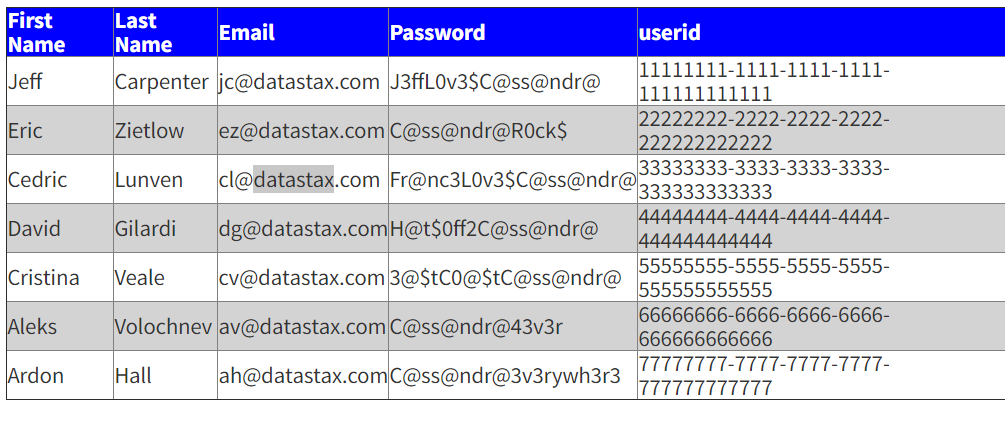 First Name Last Name Email Password userid
Jeff Carpenter jc@datastax.com J3ffL0v3$C@ss@ndr@ 11111111-1111-1111-1111-111111111111
Eric Zietlow ez@datastax.com C@ss@ndr@R0ck$ 22222222-2222-2222-2222-222222222222
Cedric Lunven cl@datastax.com Fr@nc3L0v3$C@ss@ndr@ 33333333-3333-3333-3333-333333333333
David Gilardi dg@datastax.com H@t$0ff2C@ss@ndr@ 44444444-4444-4444-4444-444444444444
Cristina Veale cv@datastax.com 3@$tC0@$tC@ss@ndr@ 55555555-5555-5555-5555-555555555555
Aleks Volochnev av@datastax.com C@ss@ndr@43v3r 66666666-6666-6666-6666-666666666666
Ardon Hall ah@datastax.com C@ss@ndr@3v3rywh3r3 77777777-7777-7777-7777-777777777777